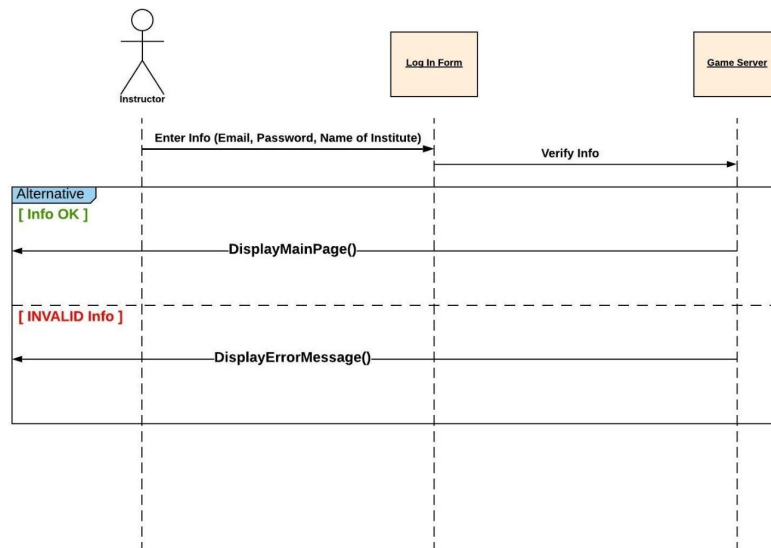 Instructor
Log In Form
Game Server
Enter Info (Email, Password, Name of Institute)
Verify Info
Alternative
[ Info OK ]
DisplayMainPage()
[ INVALID Info ]
DisplayErrorMessage()